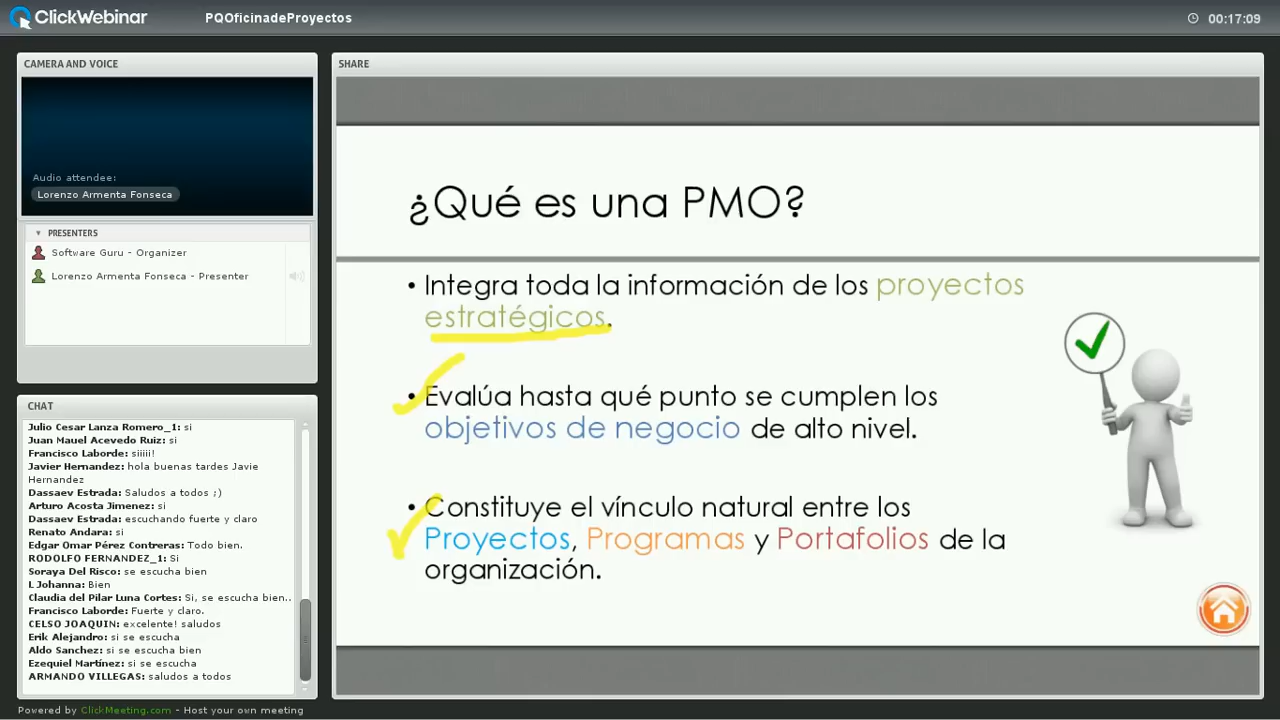 ClickWebinar
PQOficinadeProyectos
00:17:09
CAMERA AND VOICE
Audio attendee:
Lorenzo Armenta Fonseca
PRESENTERS
Software Guru - Organizer
Lorenzo Armenta Fonseca - Presenter
CHAT
Julio Cesar Lanza Romero_1: si
Juan Mauel Acevedo Ruiz: si
Francisco Laborde: siiiii!
Javier Hernandez: hola buenas tardes Javie
Hernandez
Dassaev Estrada: Saludos a todos ;)
Arturo Acosta Jimenez: si
Dassaev Estrada: escuchando fuerte y claro
Renato Andara: si
Edgar Omar Pérez Contreras: Todo bien.
RODOLFO FERNANDEZ_1: Si
Soraya Del Risco: se escucha bien
L Johanna: Bien
Claudia del Pilar Luna Cortes: Si, se escucha bien..
Francisco Laborde: Fuerte y claro.
CELSO JOAQUIN: excelente! saludos
Erik Alejandro: si se escucha
Aldo Sanchez: si se escucha bien
Ezequiel Martínez: si se escucha
ARMANDO VILLEGAS: saludos a todos
SHARE
¿Qué es una PMO?
• Integra toda la información de los proyectos
estratégicos.
• Evalúa hasta qué punto se cumplen los
objetivos de negocio de alto nivel.
• Constituye el vínculo natural entre los
Proyectos, Programas y Portafolios de la
organización.
Powered by ClickMeeting.com - Host your own meeting